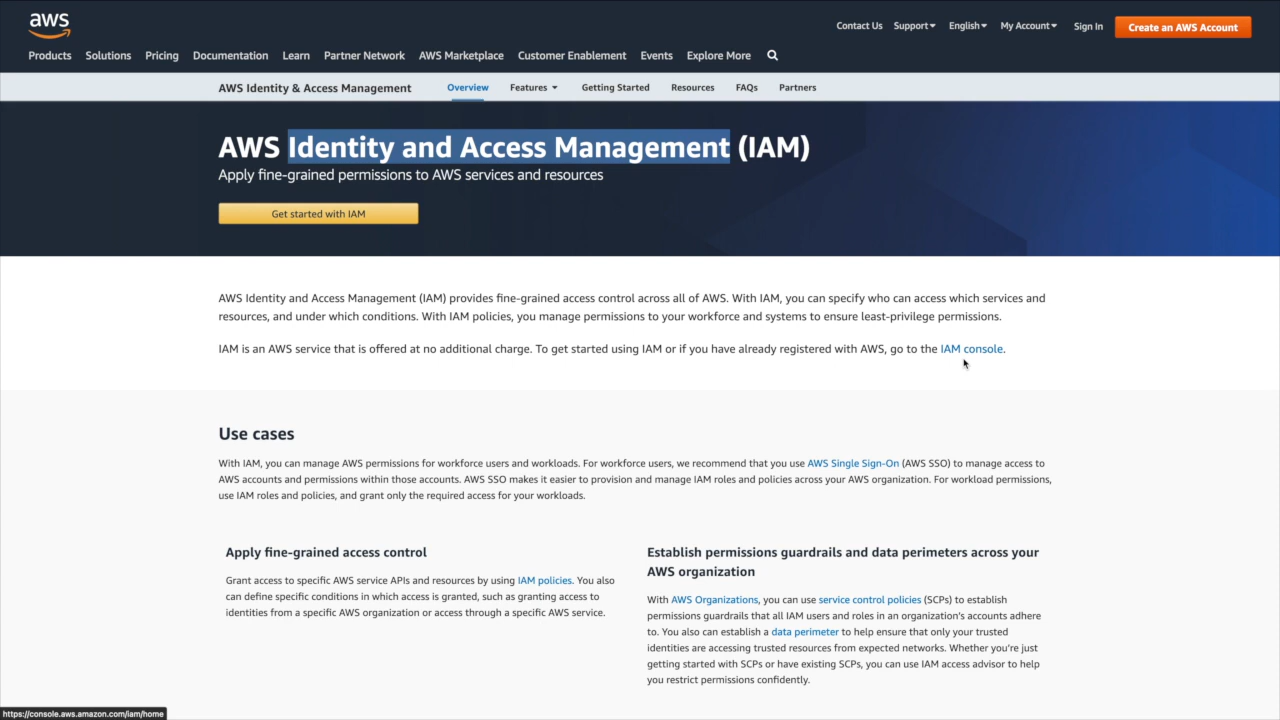 aws
Contact Us Support English My Account Sign In Create an AWS Account
Products Solutions Pricing Documentation Learn Partner Network AWS Marketplace Customer Enablement Events Explore More
AWS Identity & Access Management Overview Features Getting Started Resources FAQs Partners
AWS Identity and Access Management (IAM)
Apply fine-grained permissions to AWS services and resources
Get started with IAM
AWS Identity and Access Management (IAM) provides fine-grained access control across all of AWS. With IAM, you can specify who can access which services and
resources, and under which conditions. With IAM policies, you manage permissions to your workforce and systems to ensure least-privilege permissions.
IAM is an AWS service that is offered at no additional charge. To get started using IAM or if you have already registered with AWS, go to the IAM console.
Use cases
With IAM, you can manage AWS permissions for workforce users and workloads. For workforce users, we recommend that you use AWS Single Sign-On (AWS SSO) to manage access to
AWS accounts and permissions within those accounts. AWS SSO makes it easier to provision and manage IAM roles and policies across your AWS organization. For workload permissions,
use IAM roles and policies, and grant only the required access for your workloads.
Apply fine-grained access control
Grant access to specific AWS service APIs and resources by using IAM policies. You also
can define specific conditions in which access is granted, such as granting access to
identities from a specific AWS organization or access through a specific AWS service.
Establish permissions guardrails and data perimeters across your
AWS organization
With AWS Organizations, you can use service control policies (SCPs) to establish
permissions guardrails that all IAM users and roles in an organization's accounts adhere
to. You also can establish a data perimeter to help ensure that only your trusted
identities are accessing trusted resources from expected networks. Whether you're just
getting started with SCPs or have existing SCPs, you can use IAM access advisor to help
you restrict permissions confidently.
https://console.aws.amazon.com/iam/home